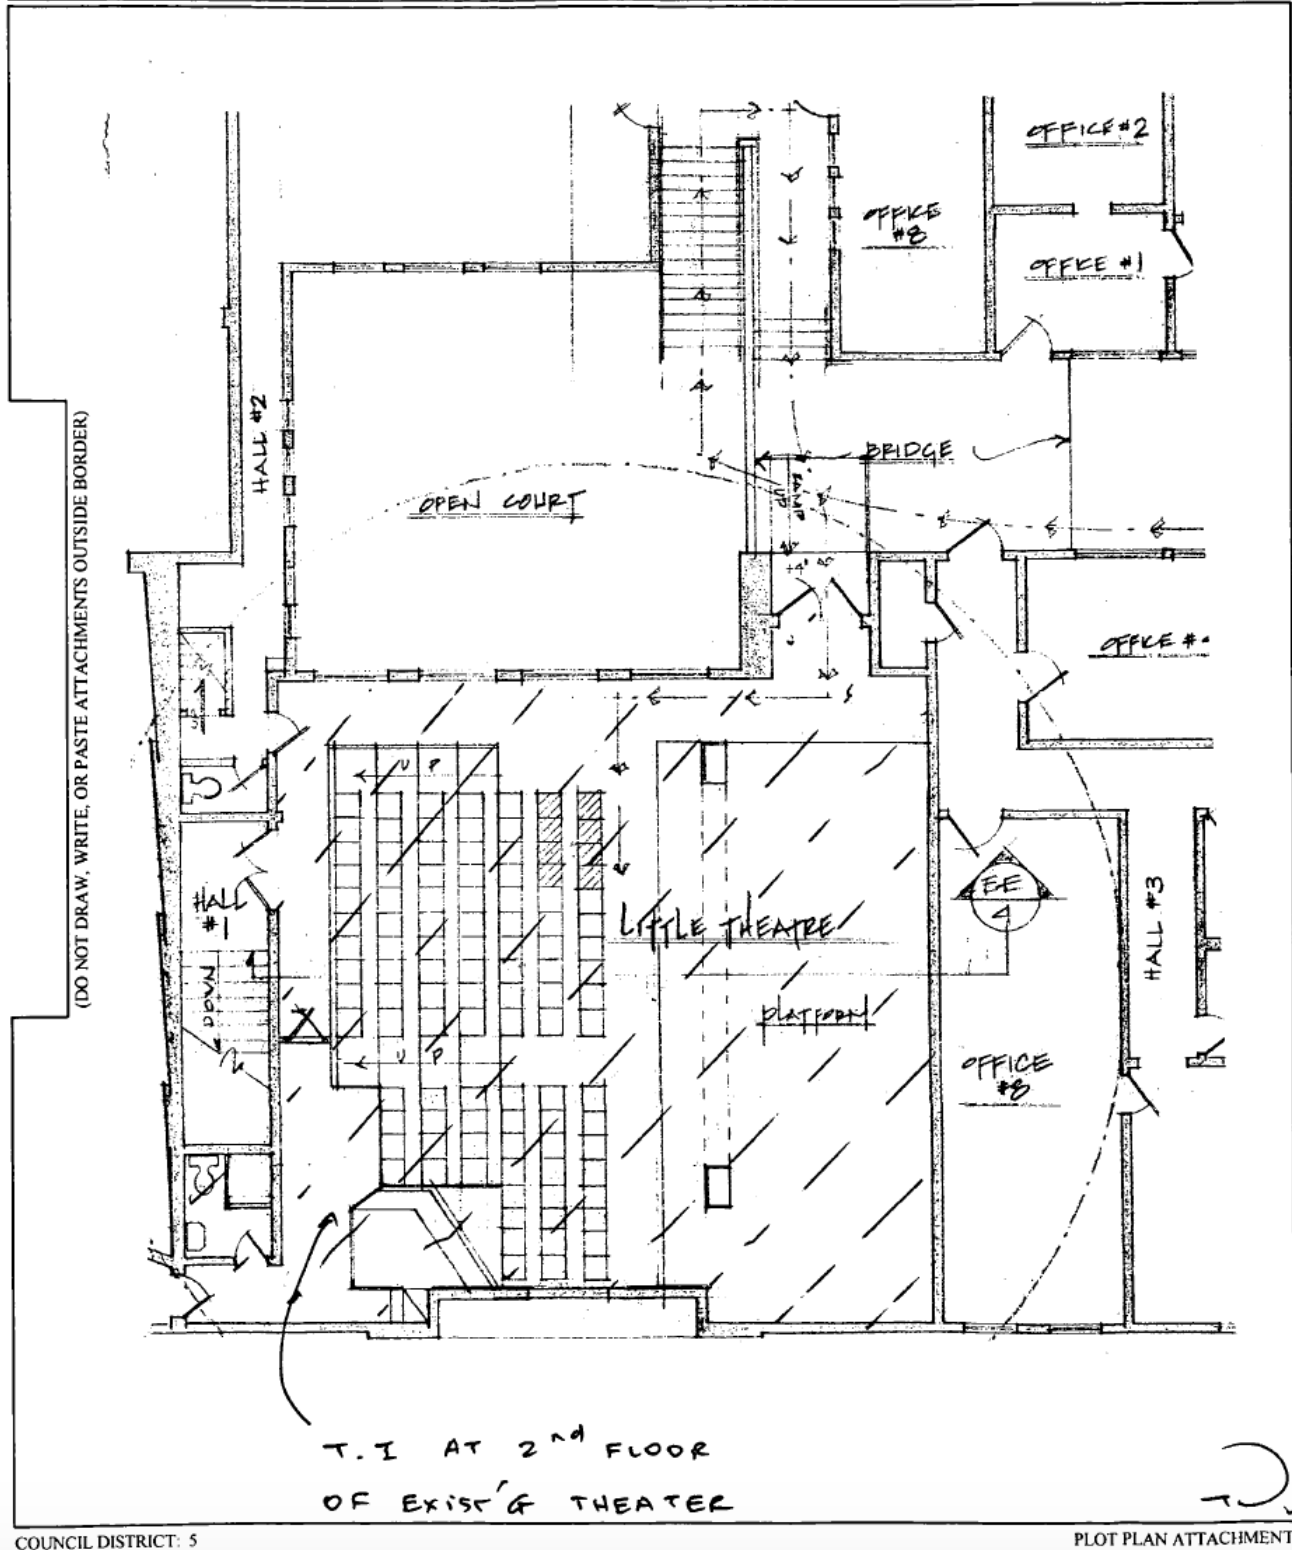 OFFICE #2
OFFICE
#8
OFFICE #1
HALL #2
(DO NOT DRAW, WRITE, OR PASTE ATTACHMENTS OUTSIDE BORDER)
BRIDGE
OPEN COURT
RAMP
UP
+4'
OFFICE #
UP
U P
HALL
#1
EE
4
LITTLE THEATRE
HALL #3
DOWN
PLATFORM
U P
OFFICE
#8
T.I AT 2nd FLOOR
OF EXIST'G THEATER
COUNCIL DISTRICT: 5
PLOT PLAN ATTACHMENT